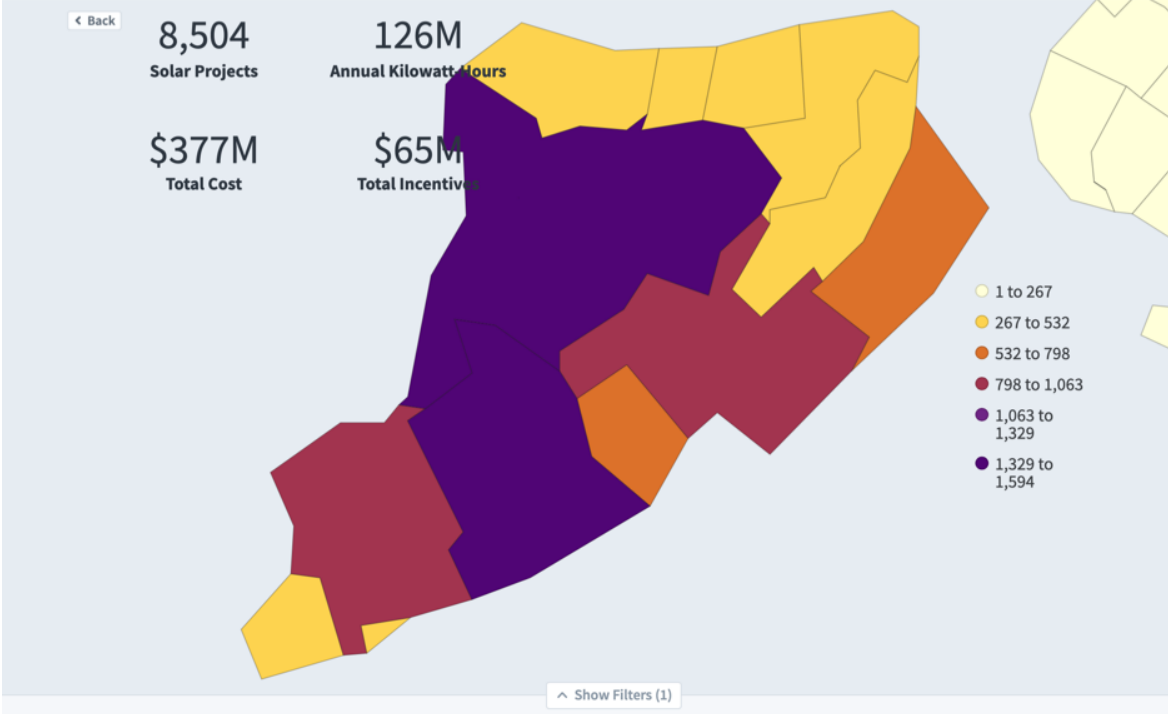 Back
8,504
126M
Solar Projects
Annual Kilowatt Hours
$377M
$65M
Total Cost
Total Incentives
1 to 267
267 to 532
532 to 798
798 to 1,063
1,063 to
1,329
1,329 to
1,594
Show Filters (1)